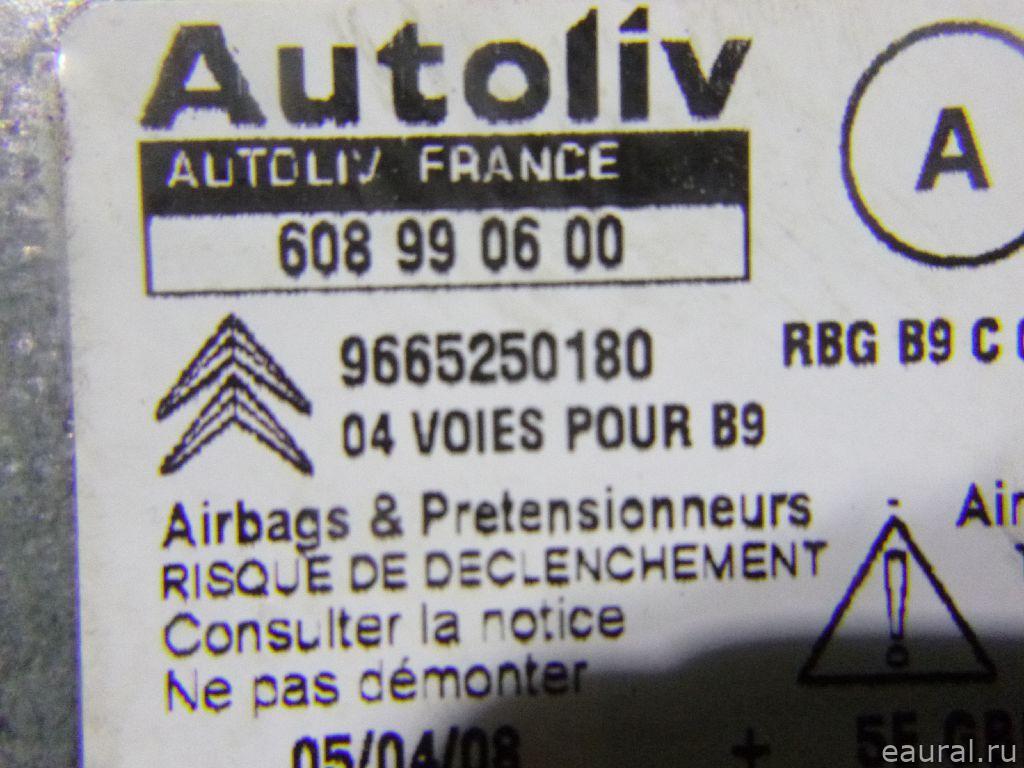 Autoliv
A
AUTOLIV FRANCE
608 99 06 00
9665250180
RBG B9 C
04 VOIES POUR B9
Airbags & Pretensionneurs
RISQUE DE DECLENCHEMENT
Consulter la notice
Ne pas démonter
05/04/08
+
eaural.ru